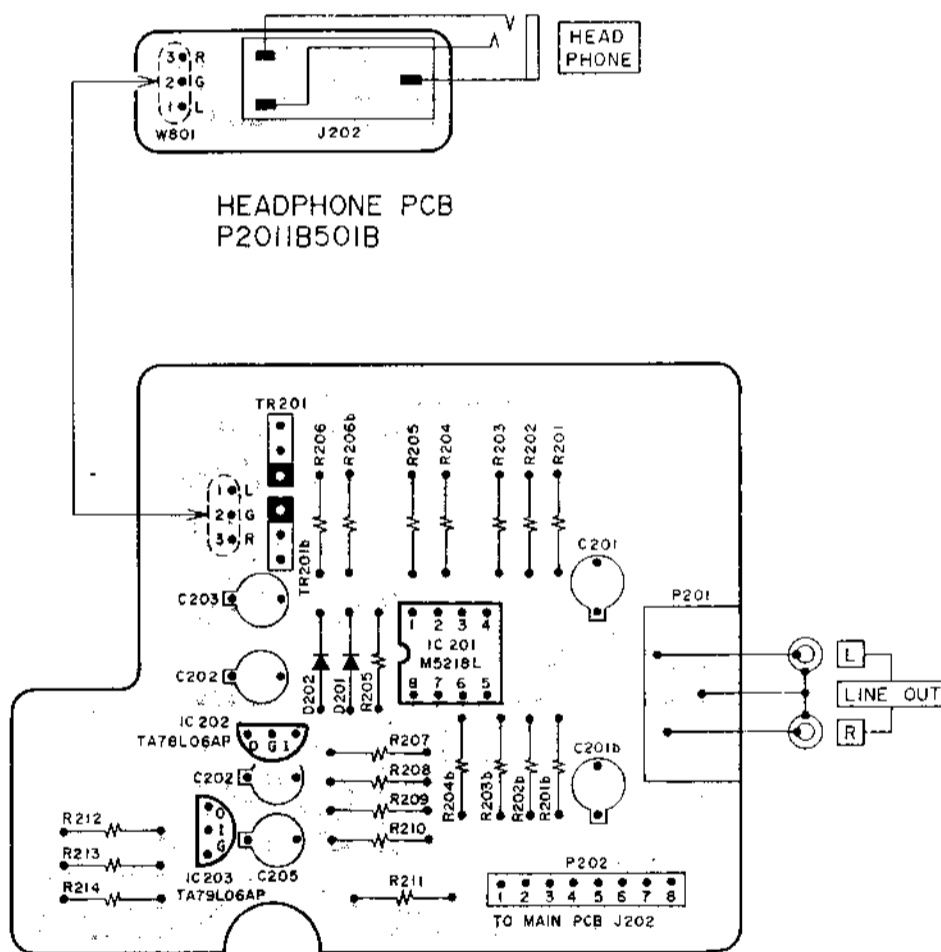 HEAD
PHONE
3 R
2 G
1 L
W801
J202
HEADPHONE PCB
P2011B501B
TR201
R206
R206b
R205
R204
R203
R202
R201
1 L
2 G
3 R
TR201b
C201
C203
P201
1 2 3 4
IC 201
M5218L
8 7 6 5
L
LINE OUT
R
C202
D202
D201
R205
IC 202
TA78L06AP
O G I
R207
C202
R208
R209
R210
R204b
R203b
R202b
R201b
C201b
R212
O
I
G
R213
IC 203
C205
R214
TA79L06AP
R211
P202
1 2 3 4 5 6 7 8
TO MAIN PCB J202